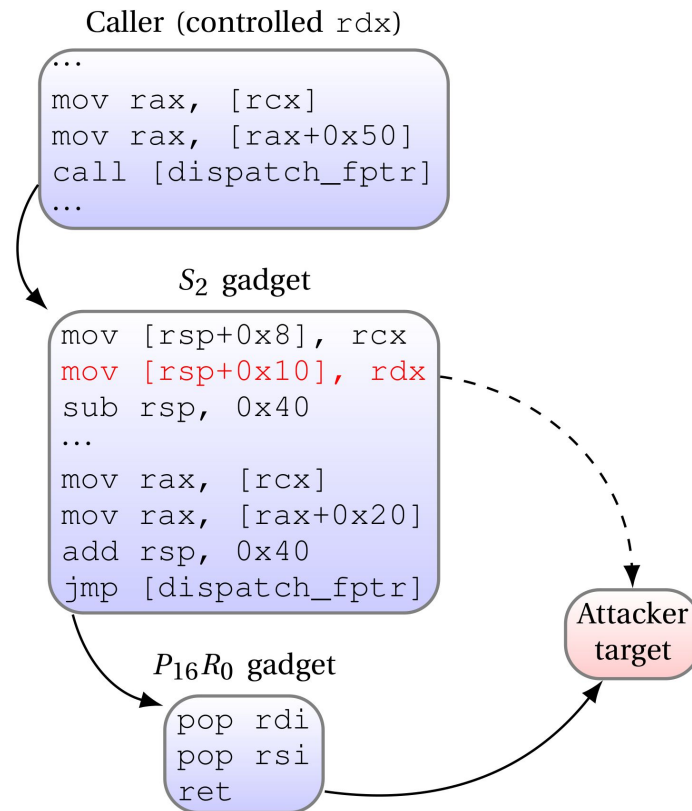 Caller (controlled rdx)
...
mov rax, [rcx]
mov rax, [rax+0x50]
call [dispatch_fptr]
...
S2 gadget
mov [rsp+0x8], rcx
mov [rsp+0x10], rdx
sub rsp, 0x40
...
mov rax, [rcx]
mov rax, [rax+0x20]
add rsp, 0x40
jmp [dispatch_fptr]
Attacker
target
P16R0 gadget
pop rdi
pop rsi
ret